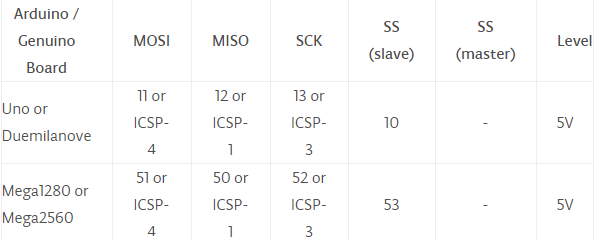 Arduino / Genuino Board MOSI MISO SCK SS (slave) SS (master) Level
Uno or Duemilanove 11 or ICSP-4 12 or ICSP-1 13 or ICSP-3 10 - 5V
Mega1280 or Mega2560 51 or ICSP-4 50 or ICSP-1 52 or ICSP-3 53 - 5V